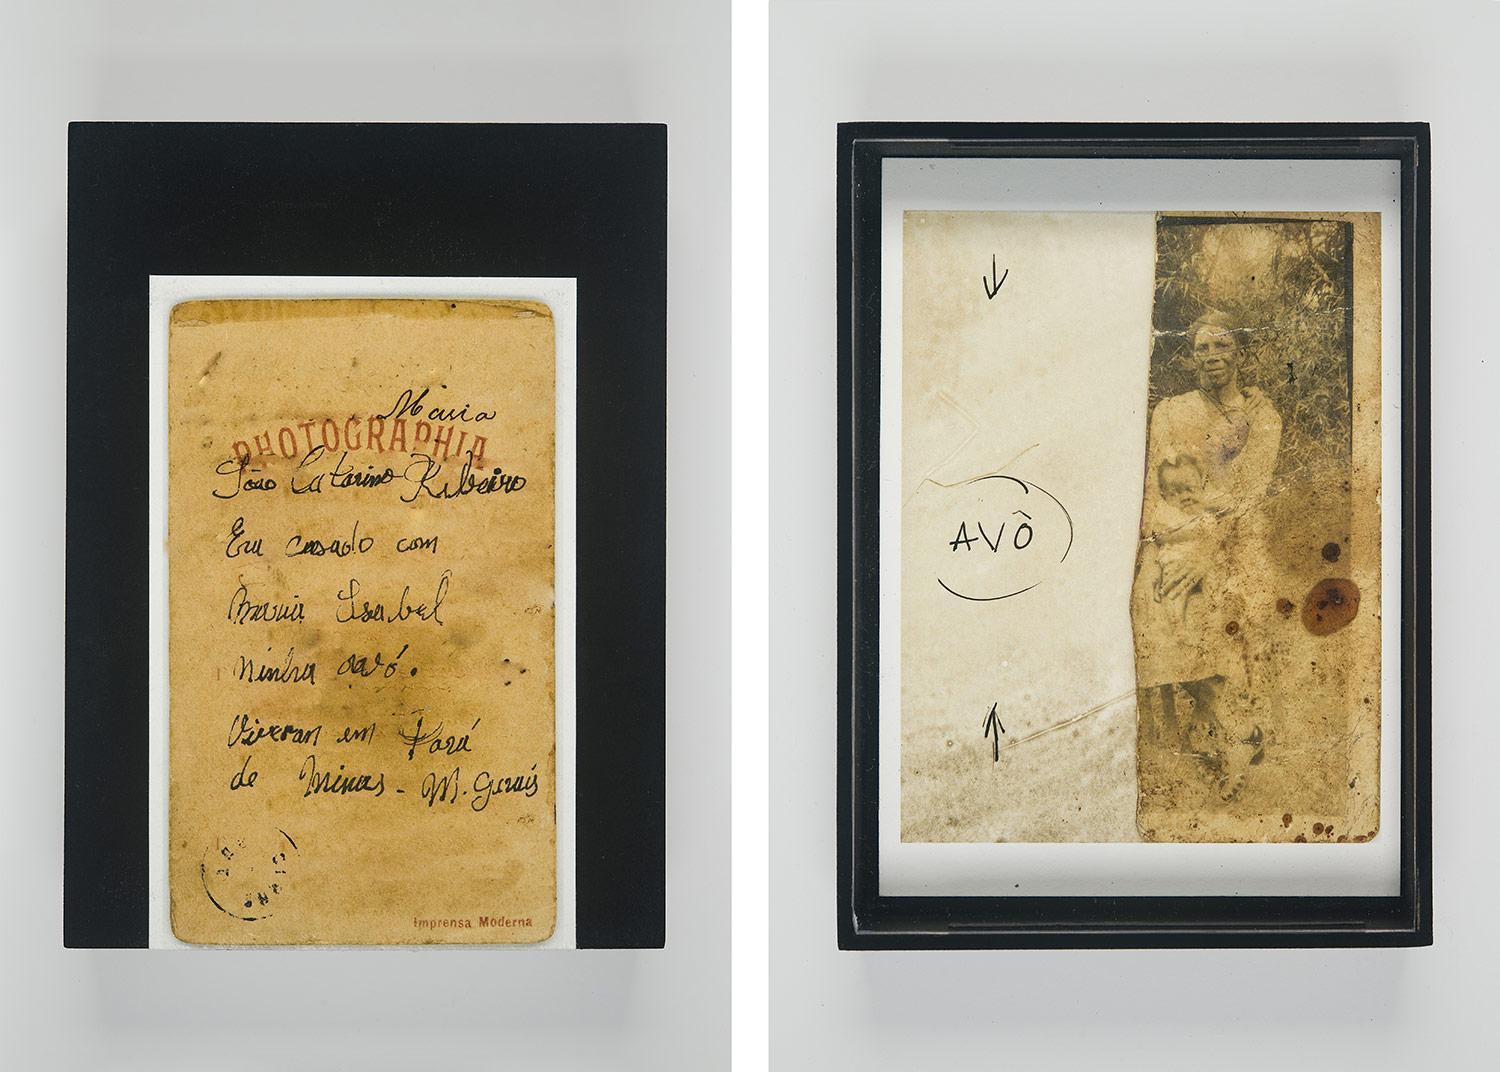 Maria
PHOTOGRAPHIA
João Catarino Ribeiro
Era casado com
Maria Isabel
Minha avó.
Viveram em Pará
de Minas - M. Gerais
Imprensa Moderna
AVÔ